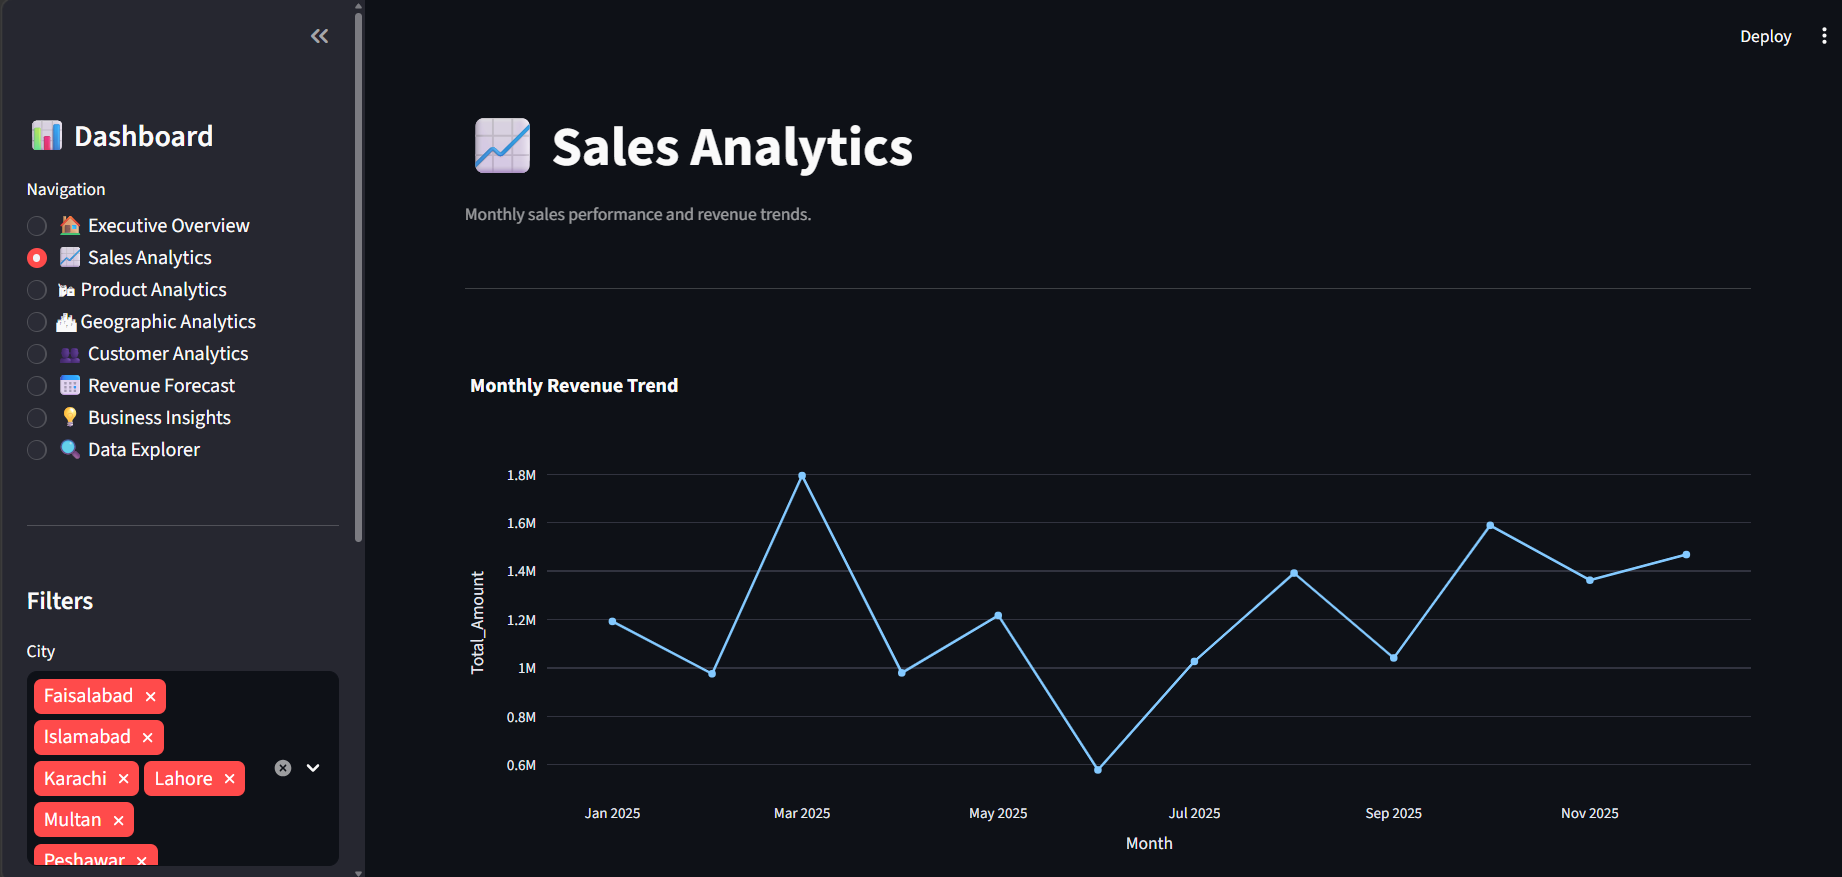 Deploy
Dashboard
Navigation
Executive Overview
Sales Analytics
Product Analytics
Geographic Analytics
Customer Analytics
Revenue Forecast
Business Insights
Data Explorer
Filters
City
Faisalabad ×
Islamabad ×
Karachi × Lahore ×
Multan ×
Peshawar ×
Sales Analytics
Monthly sales performance and revenue trends.
Monthly Revenue Trend
Total_Amount
1.8M
1.6M
1.4M
1.2M
1M
0.8M
0.6M
Jan 2025 Mar 2025 May 2025 Jul 2025 Sep 2025 Nov 2025
Month